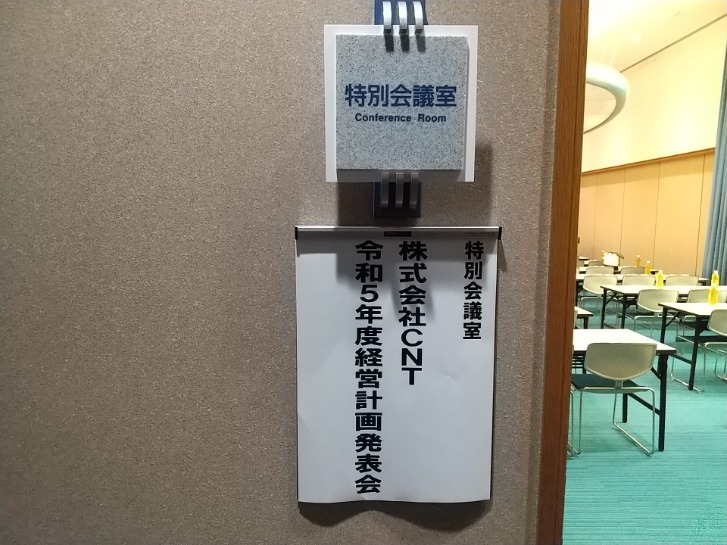 特別会議室
Conference Room
特別会議室
株式会社CNT
令和5年度経営計画発表会